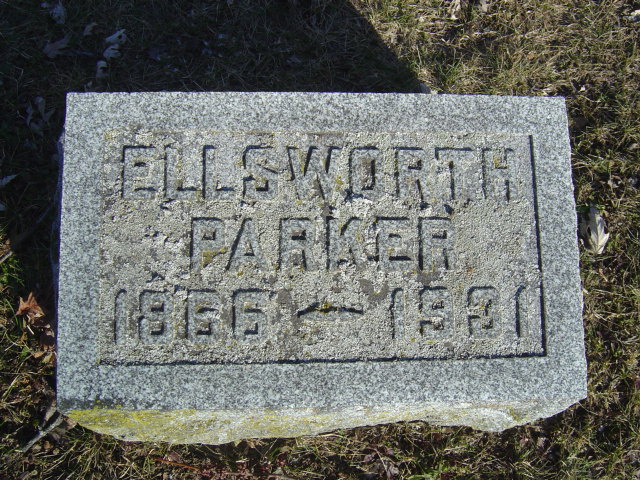 ELLSWORTH
PARKER
1866 - 1931